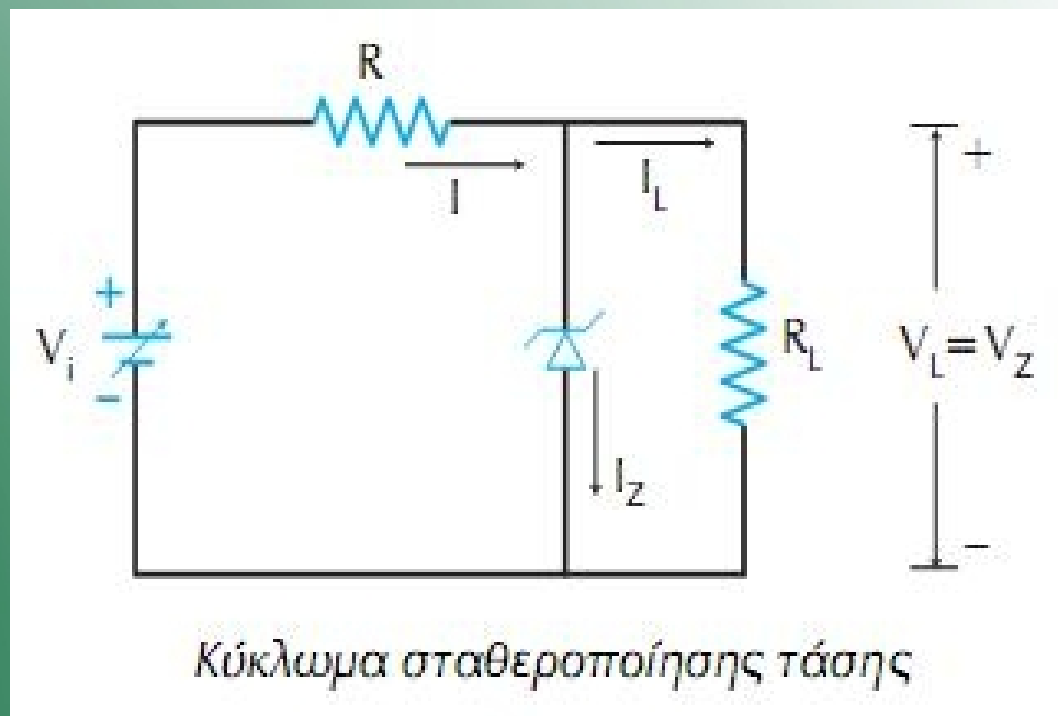 R
I
I_L
+
+
V_i
R_L
V_L = V_Z
−
I_Z
−
Κύκλωμα σταθεροποίησης τάσης